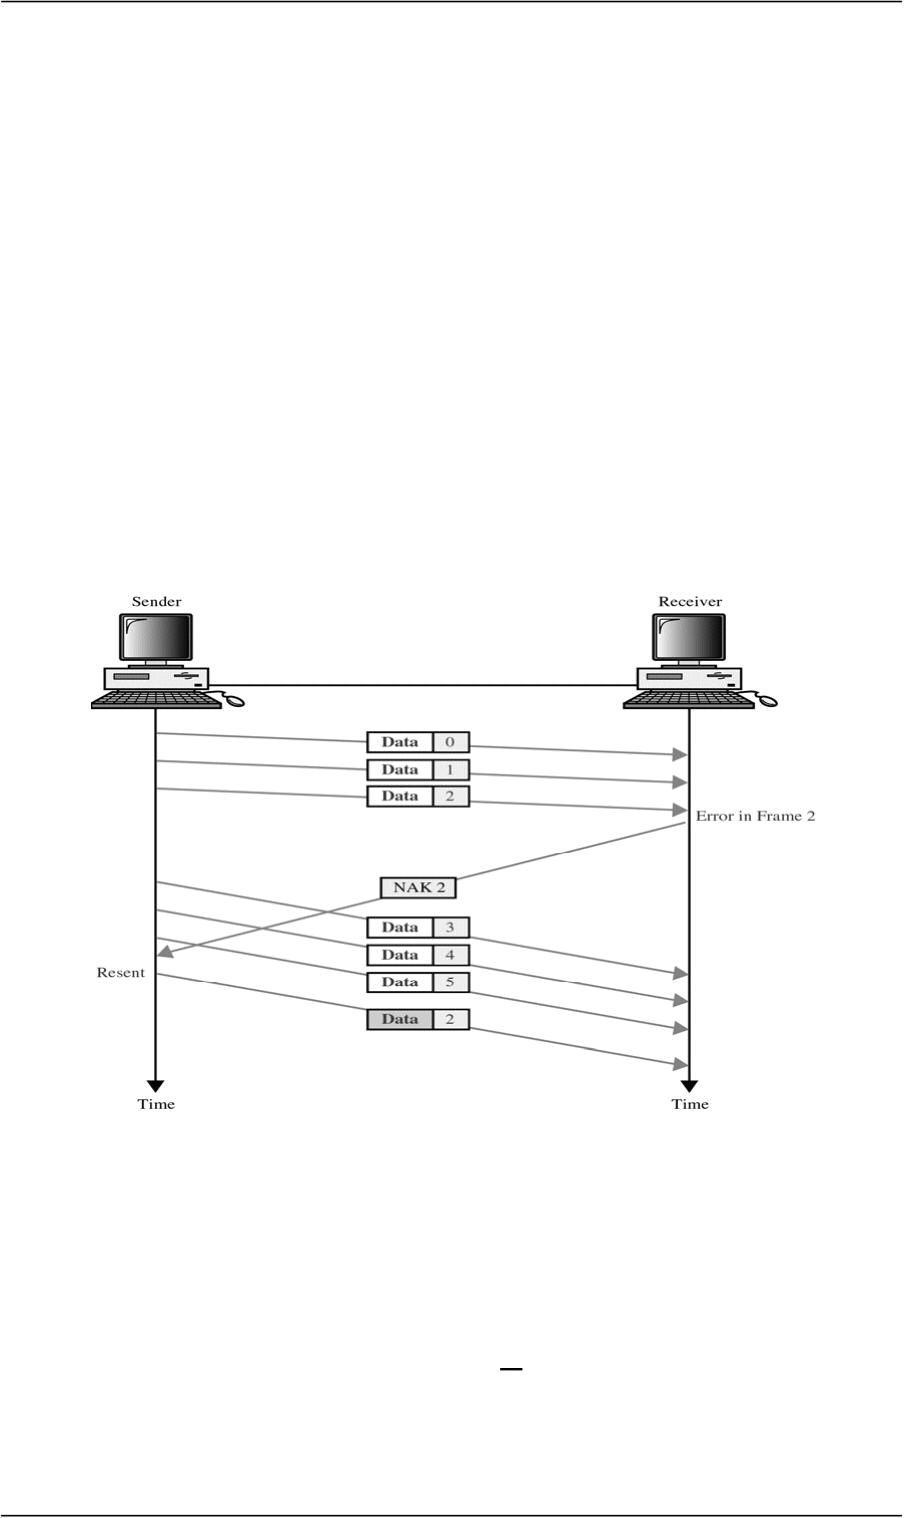 Sender Receiver
Data 0
Data 1
Data 2
Error in Frame 2
NAK 2
Data 3
Data 4
Data 5
Resent
Data 2
Time Time